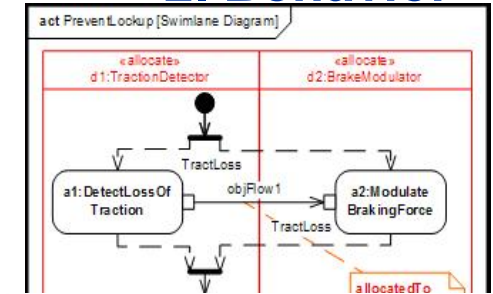 act PreventLockup [Swimlane Diagram]
«allocate»
d1:TractionDetector
«allocate»
d2:BrakeModulator
TractLoss
a1:DetectLossOf
Traction
objFlow1
a2:Modulate
BrakingForce
TractLoss
allocatedTo